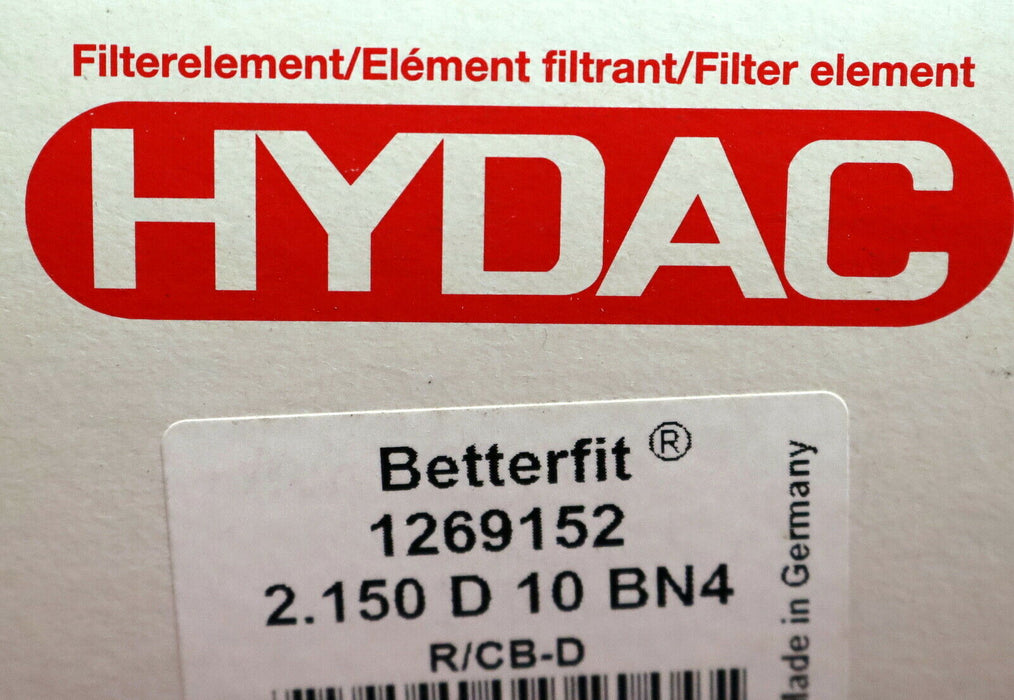 Filterelement/Elément filtrant/Filter element
HYDAC
Betterfit ®
1269152
2.150 D 10 BN4
R/CB-D
Made in Germany